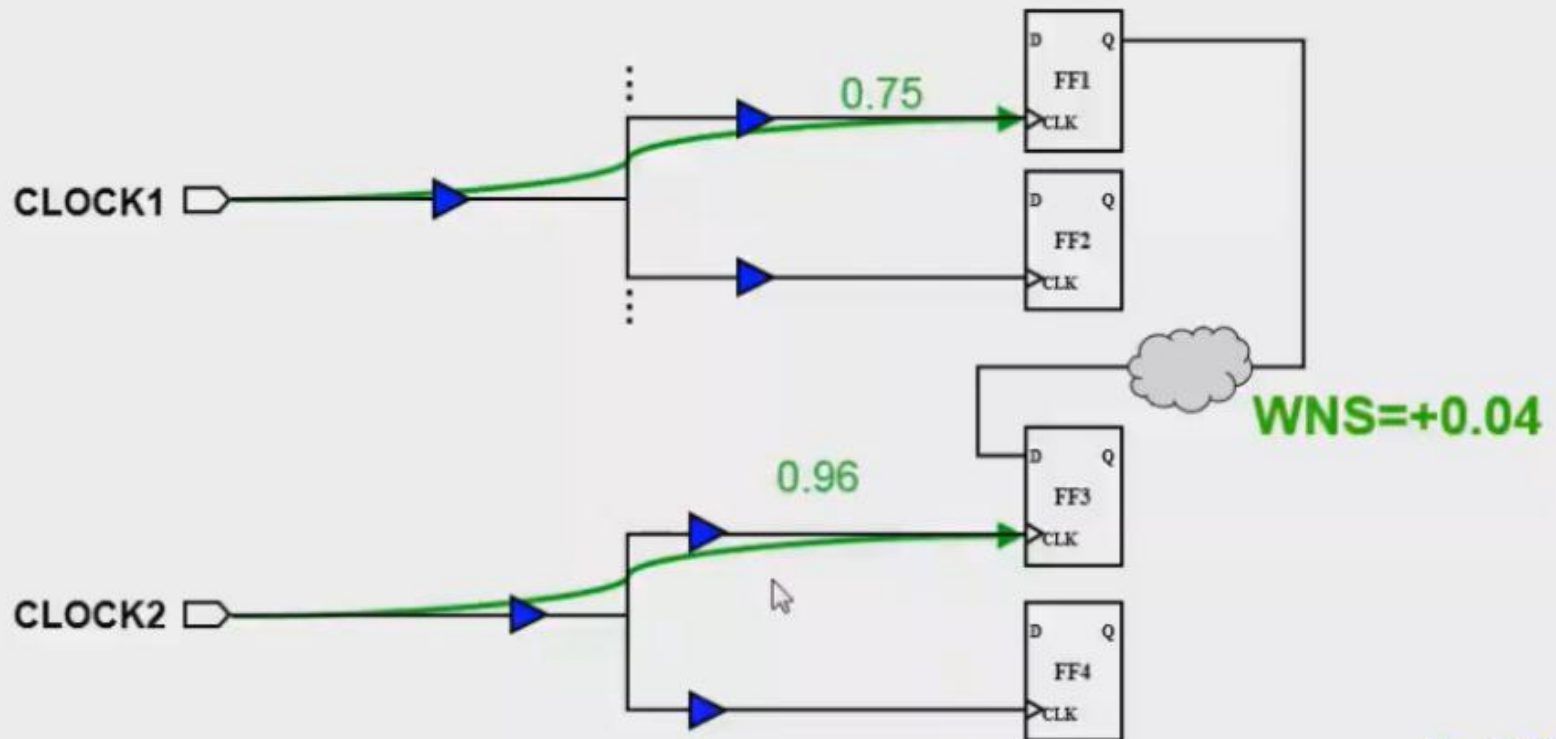 D Q
FF1
CLK
0.75
CLOCK1
D Q
FF2
CLK
WNS=+0.04
D Q
FF3
CLK
0.96
CLOCK2
D Q
FF4
CLK